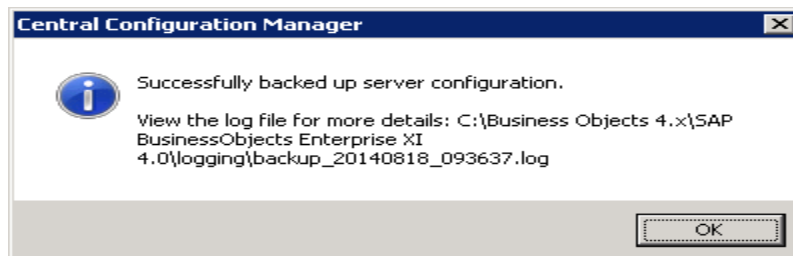 Central Configuration Manager
Successfully backed up server configuration.
View the log file for more details: C:\Business Objects 4.x\SAP
BusinessObjects Enterprise XI
4.0\logging\backup_20140818_093637.log
OK